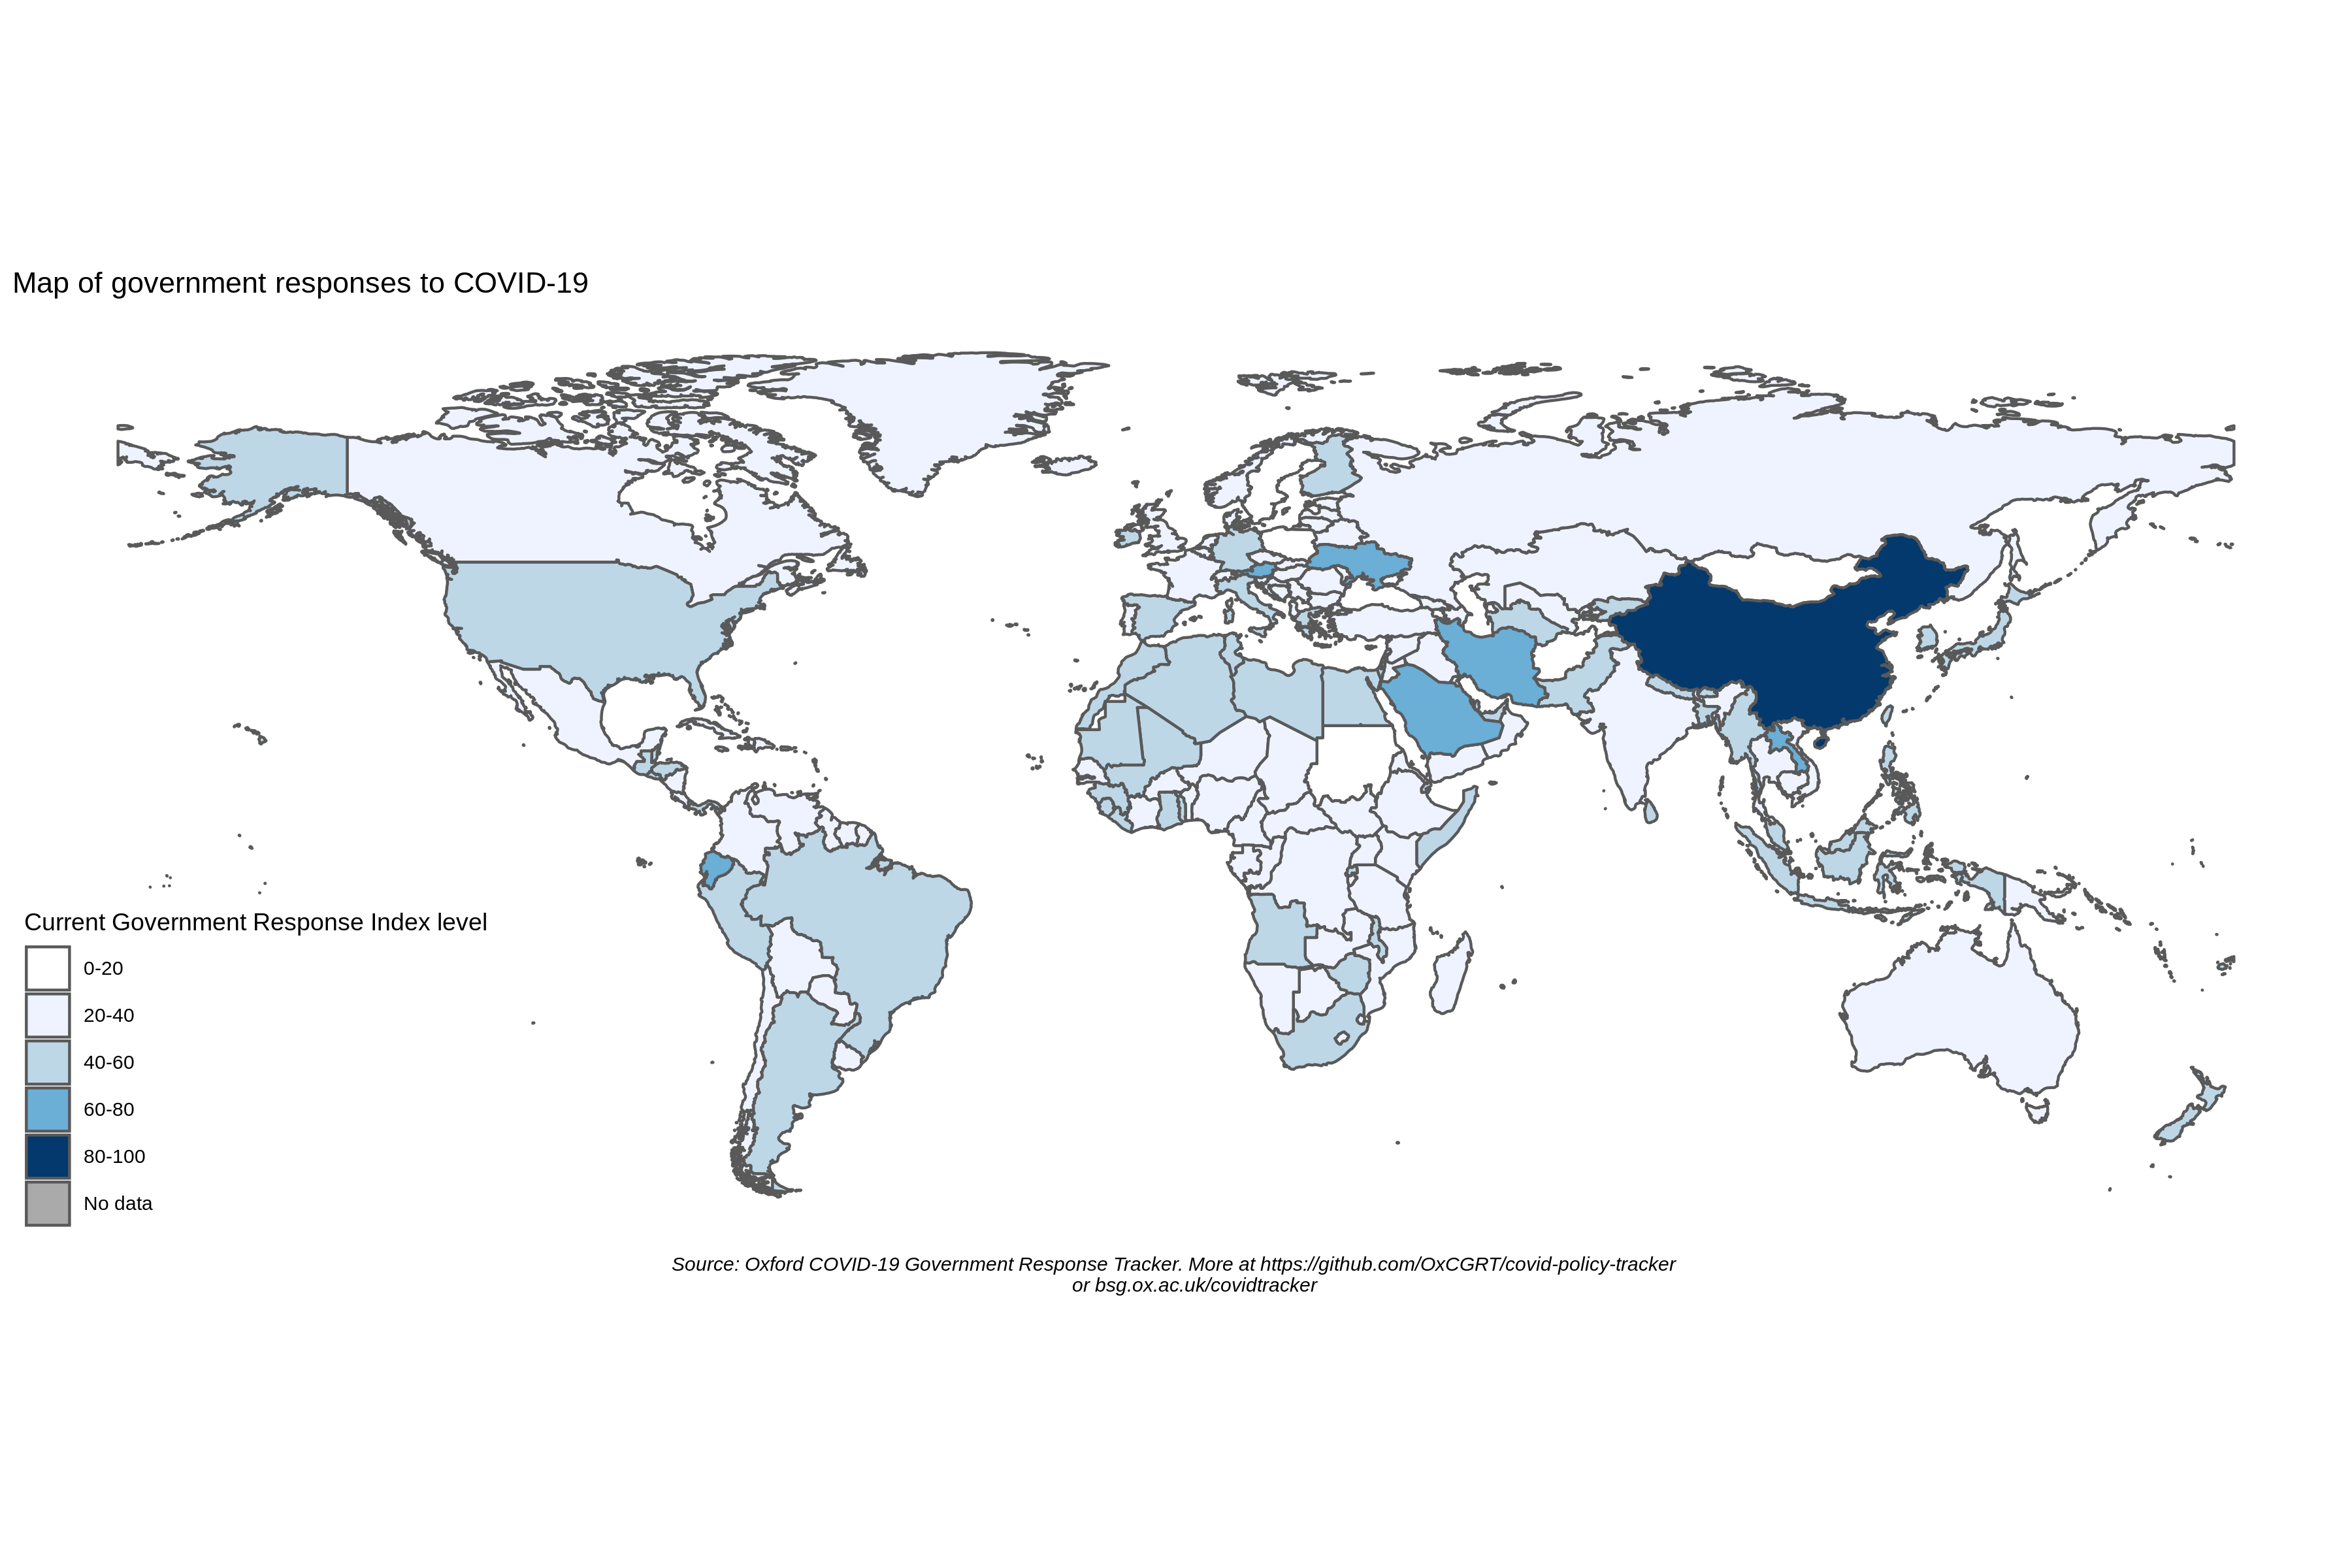 Map of government responses to COVID-19
Current Government Response Index level
0-20
20-40
40-60
60-80
80-100
No data
Source: Oxford COVID-19 Government Response Tracker. More at https://github.com/OxCGRT/covid-policy-tracker
or bsg.ox.ac.uk/covidtracker